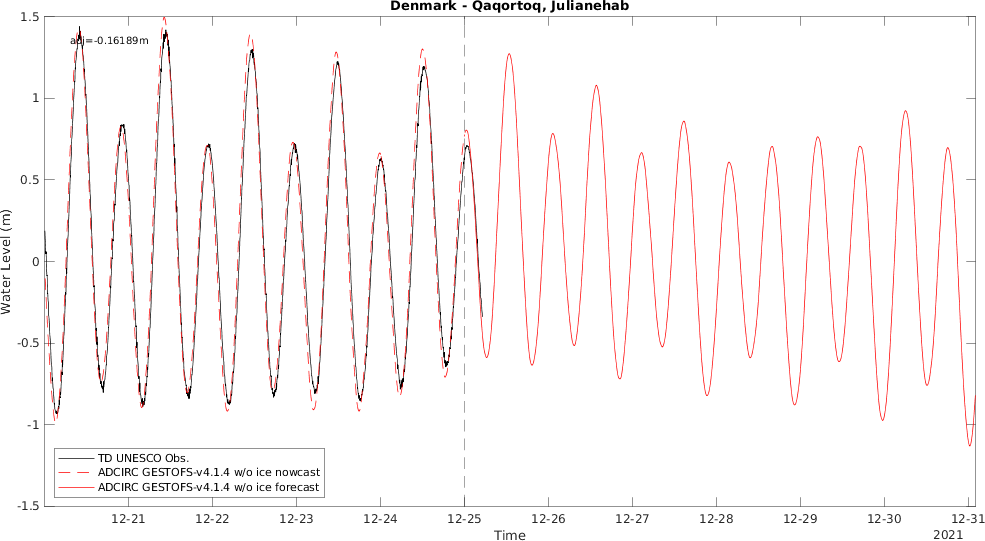 Denmark - Qaqortoq, Julianehab
adj=-0.16189m
1.5
1
0.5
0
-0.5
-1
-1.5
Water Level (m)
TD UNESCO Obs.
ADCIRC GESTOFS-v4.1.4 w/o ice nowcast
ADCIRC GESTOFS-v4.1.4 w/o ice forecast
12-21 12-22 12-23 12-24 12-25 12-26 12-27 12-28 12-29 12-30 12-31
Time
2021